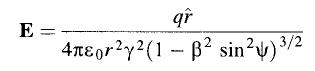 E = qr̂ / 4πε₀r²γ²(1 − β² sin²ψ)^3/2